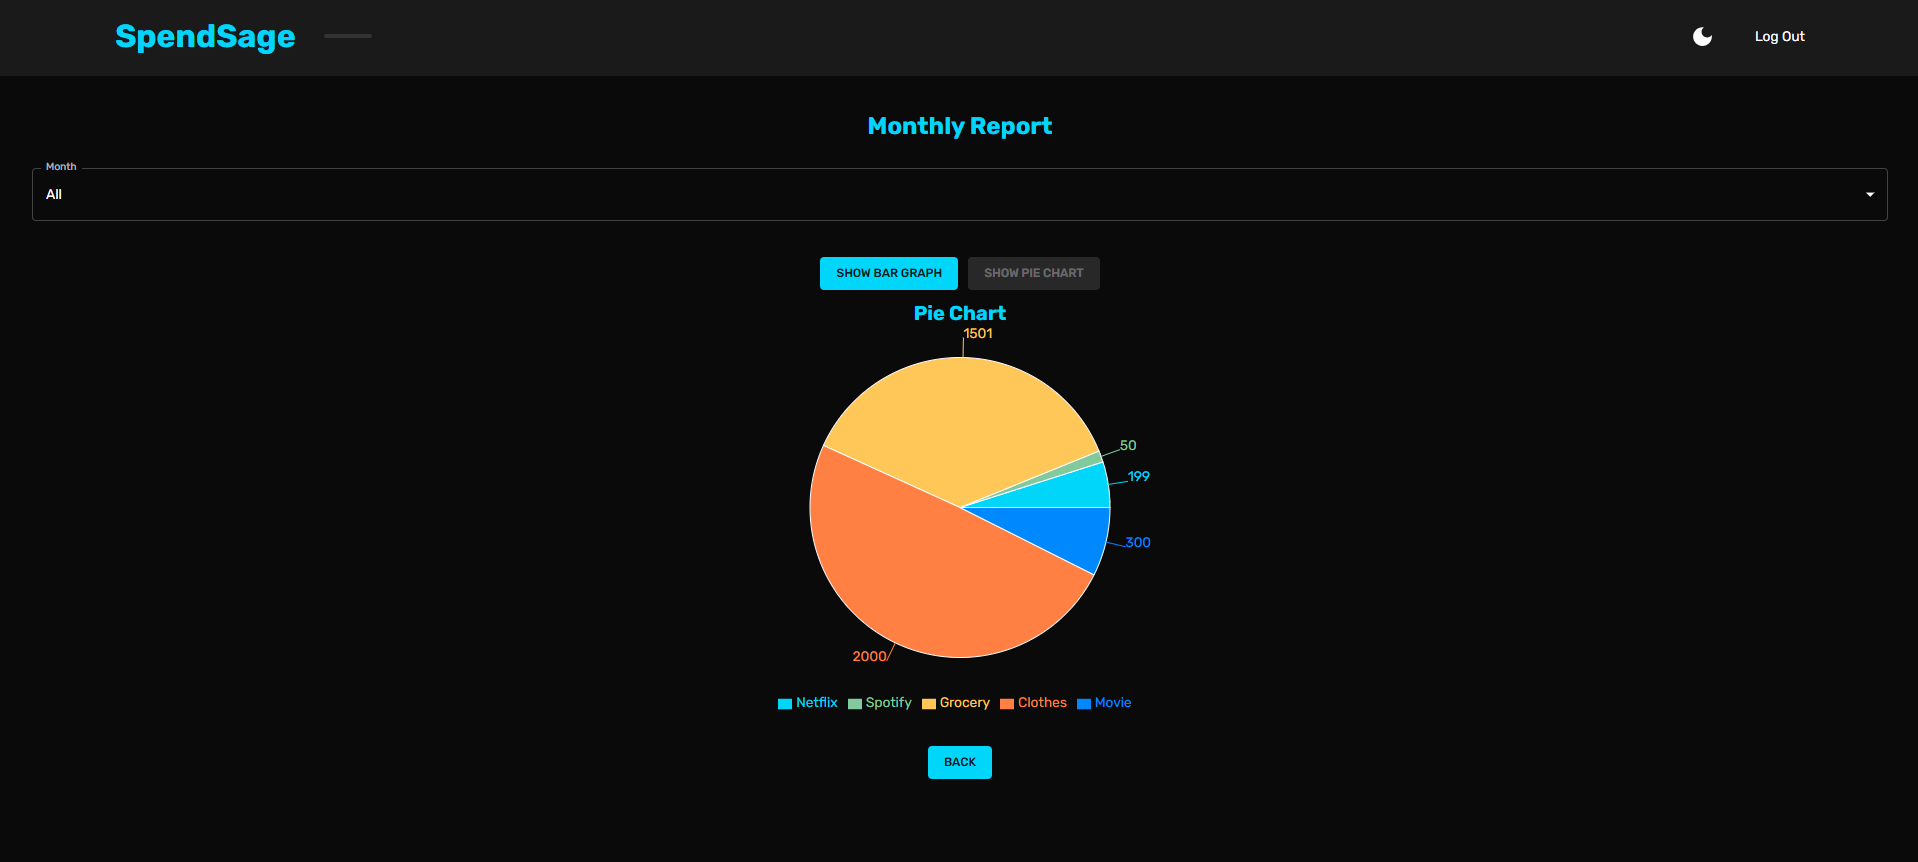 SpendSage
Log Out
Monthly Report
Month
All
SHOW BAR GRAPH SHOW PIE CHART
Pie Chart
1501
50
199
300
2000
Netflix Spotify Grocery Clothes Movie
BACK